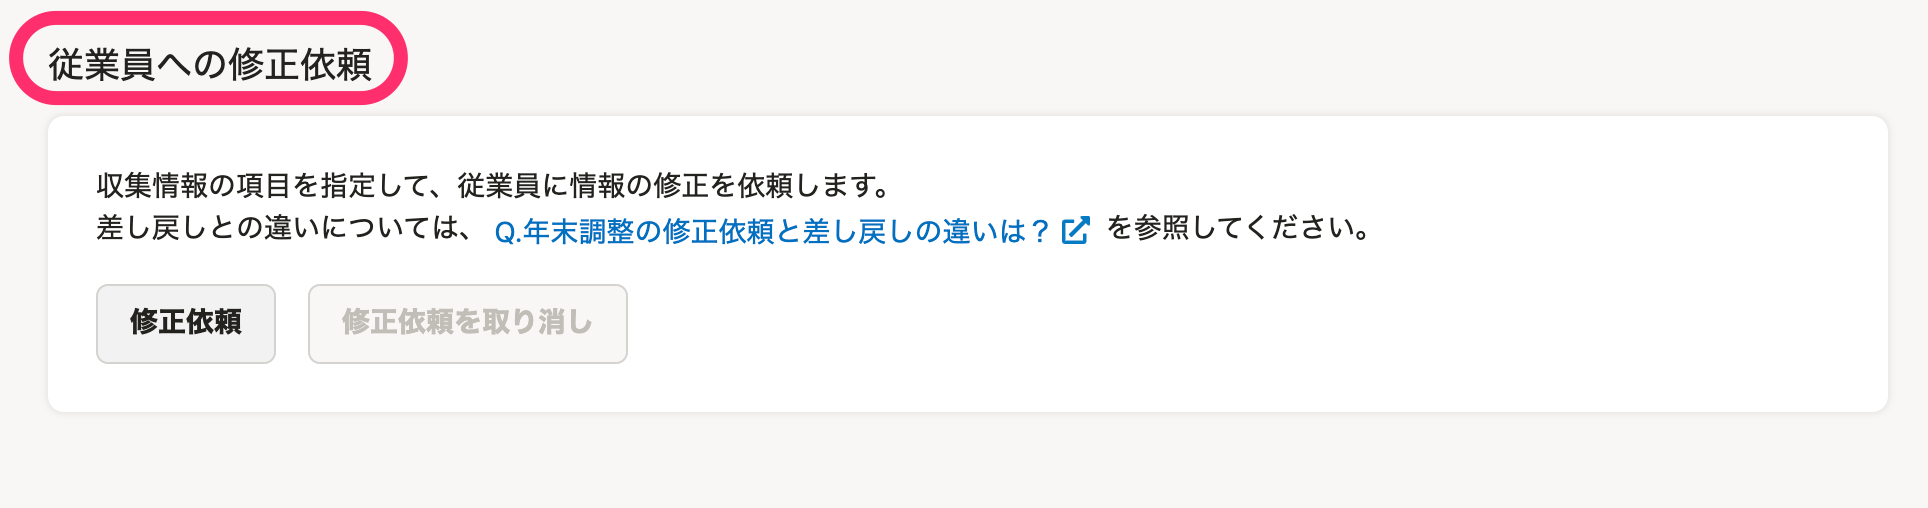 従業員への修正依頼
収集情報の項目を指定して、従業員に情報の修正を依頼します。
差し戻しとの違いについては、 Q.年末調整の修正依頼と差し戻しの違いは？ を参照してください。
修正依頼 修正依頼を取り消し